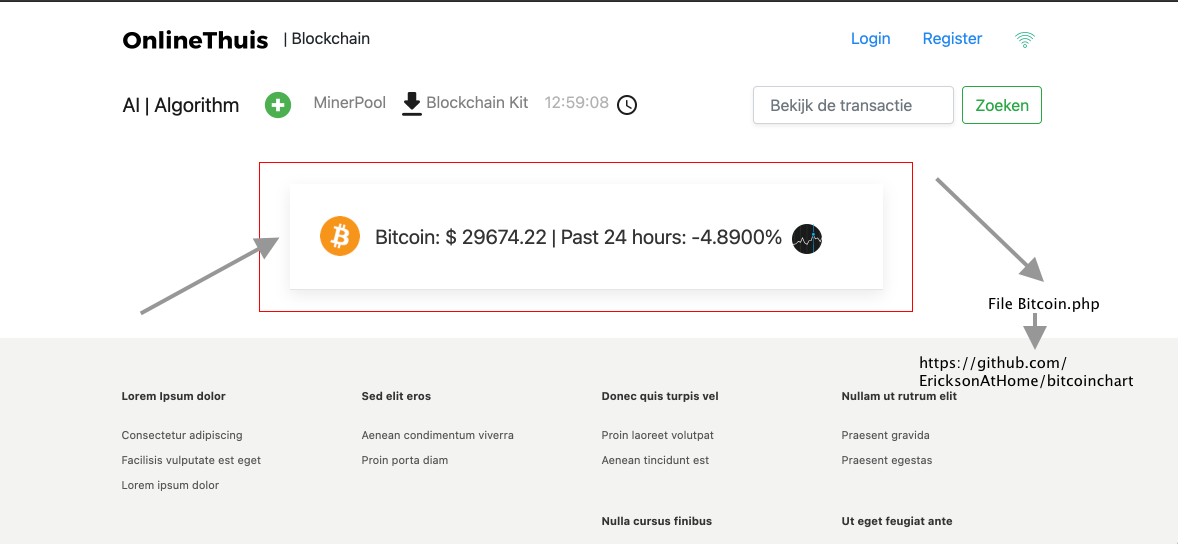 OnlineThuis | Blockchain Login Register
AI | Algorithm MinerPool Blockchain Kit 12:59:08 Bekijk de transactie Zoeken
Bitcoin: $ 29674.22 | Past 24 hours: -4.8900%
File Bitcoin.php
https://github.com/
EricksonAtHome/bitcoinchart
Lorem Ipsum dolor Sed elit eros Donec quis turpis vel Nullam ut rutrum elit
Consectetur adipiscing Aenean condimentum viverra Proin laoreet volutpat Praesent gravida
Facilisis vulputate est eget Proin porta diam Aenean tincidunt est Praesent egestas
Lorem ipsum dolor
Nulla cursus finibus Ut eget feugiat ante